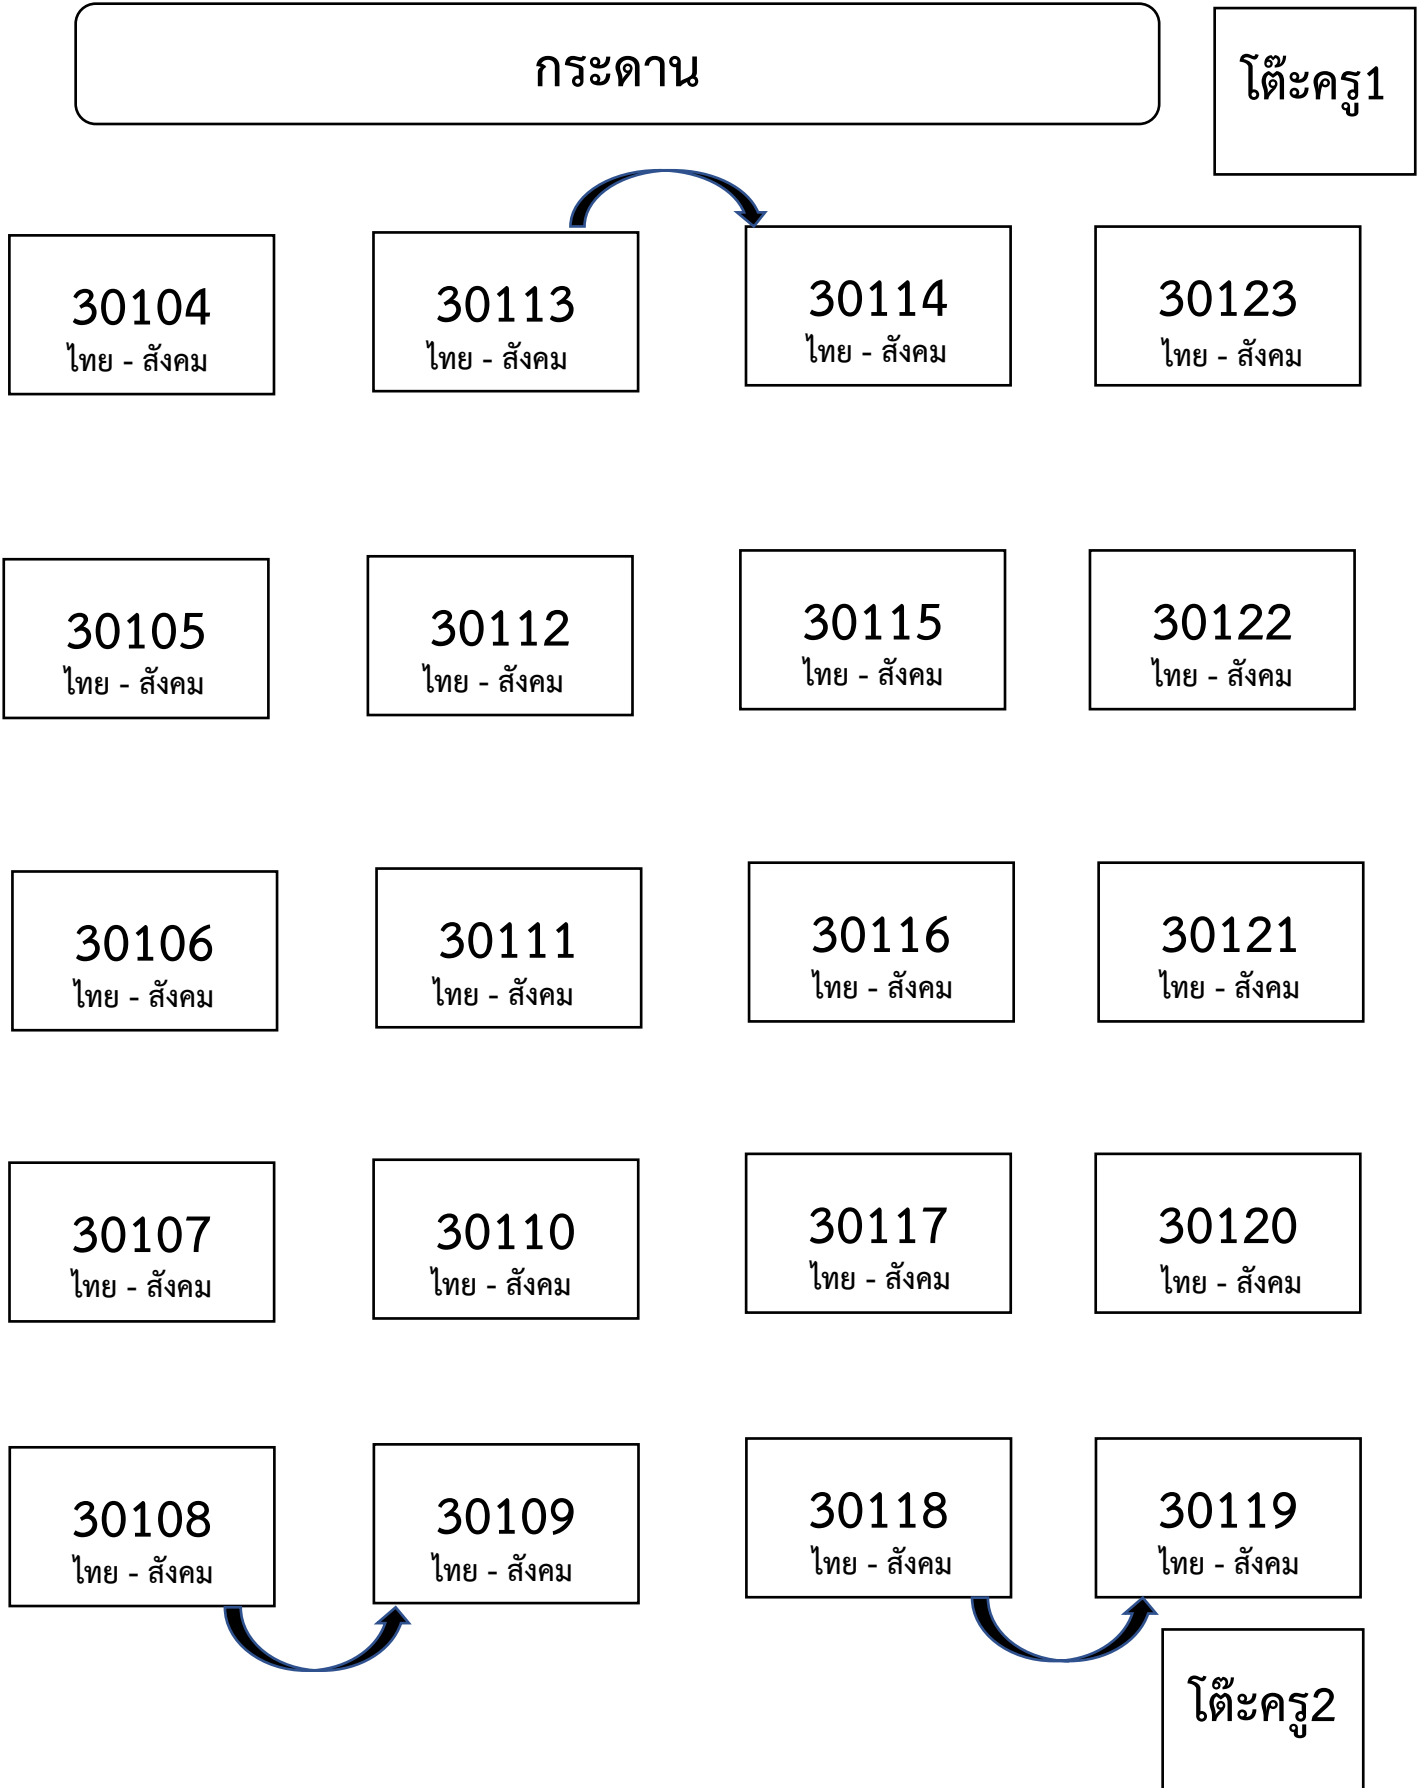 กระดาน
โต๊ะครู1
30104
ไทย - สังคม
30113
ไทย - สังคม
30114
ไทย - สังคม
30123
ไทย - สังคม
30105
ไทย - สังคม
30112
ไทย - สังคม
30115
ไทย - สังคม
30122
ไทย - สังคม
30106
ไทย - สังคม
30111
ไทย - สังคม
30116
ไทย - สังคม
30121
ไทย - สังคม
30107
ไทย - สังคม
30110
ไทย - สังคม
30117
ไทย - สังคม
30120
ไทย - สังคม
30108
ไทย - สังคม
30109
ไทย - สังคม
30118
ไทย - สังคม
30119
ไทย - สังคม
โต๊ะครู2